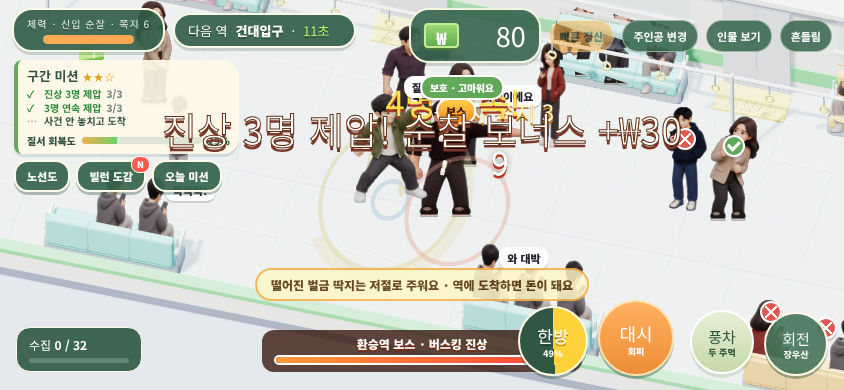 체력 · 신입 순찰 · 쪽지 6
다음 역 건대입구 · 11초
₩ 80
빠른 정산
주인공 변경
인물 보기
흔들림
구간 미션 ★★☆
✓ 진상 3명 제압 3/3
✓ 3명 연속 제압 3/3
··· 사건 안 놓치고 도착
질서 회복도
보호 · 고마워요
보스
진상 3명 제압! 순찰 보너스 +₩30
9
노선도
빌런 도감 N
오늘 미션
와 대박
떨어진 벌금 딱지는 저절로 주워요 · 역에 도착하면 돈이 돼요
수집 0 / 32
환승역 보스 · 버스킹 진상
한방
49%
대시
회피
풍차
두 주먹
회전
장우산